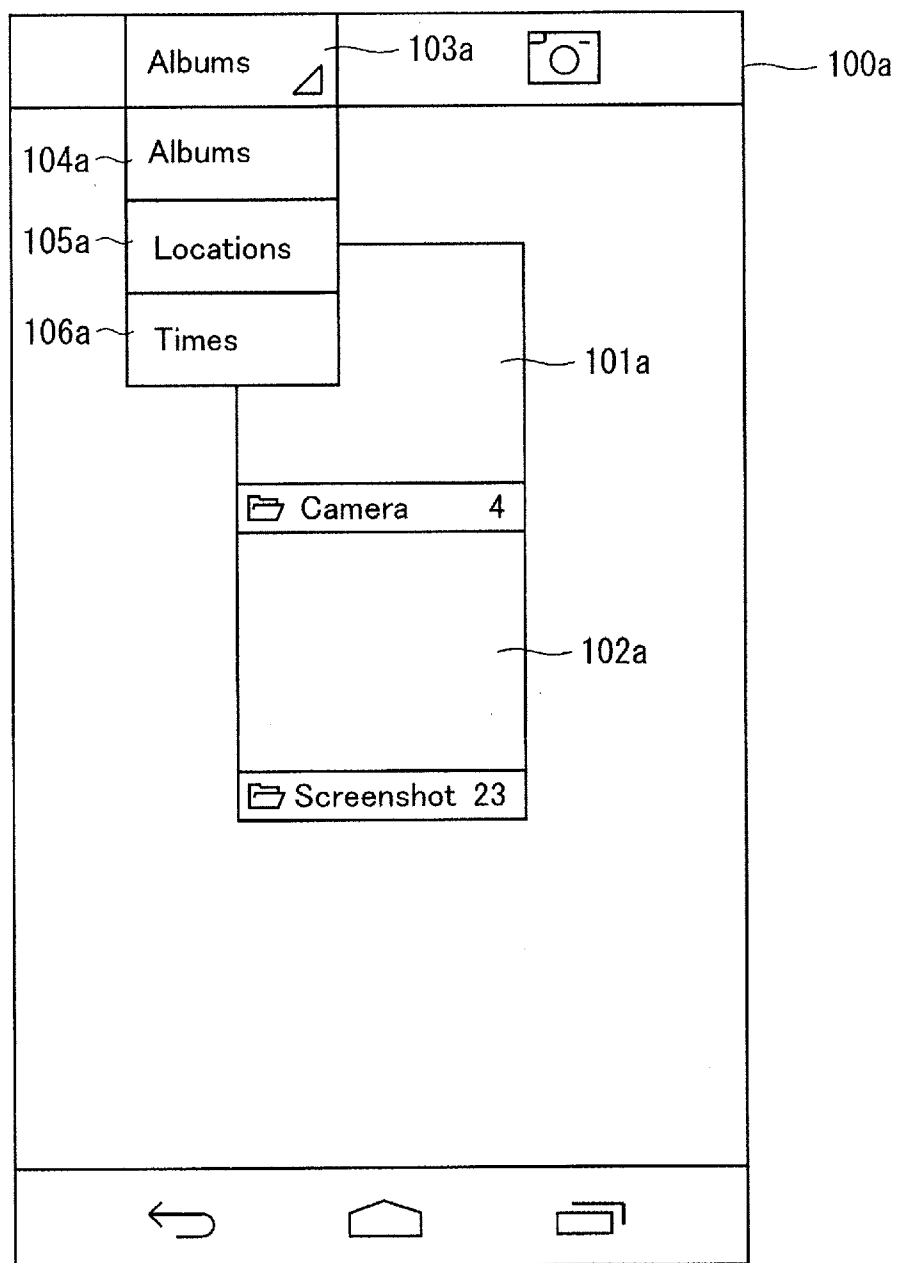 Albums 103a
100a
104a Albums
105a Locations
106a Times
101a
Camera 4
102a
Screenshot 23